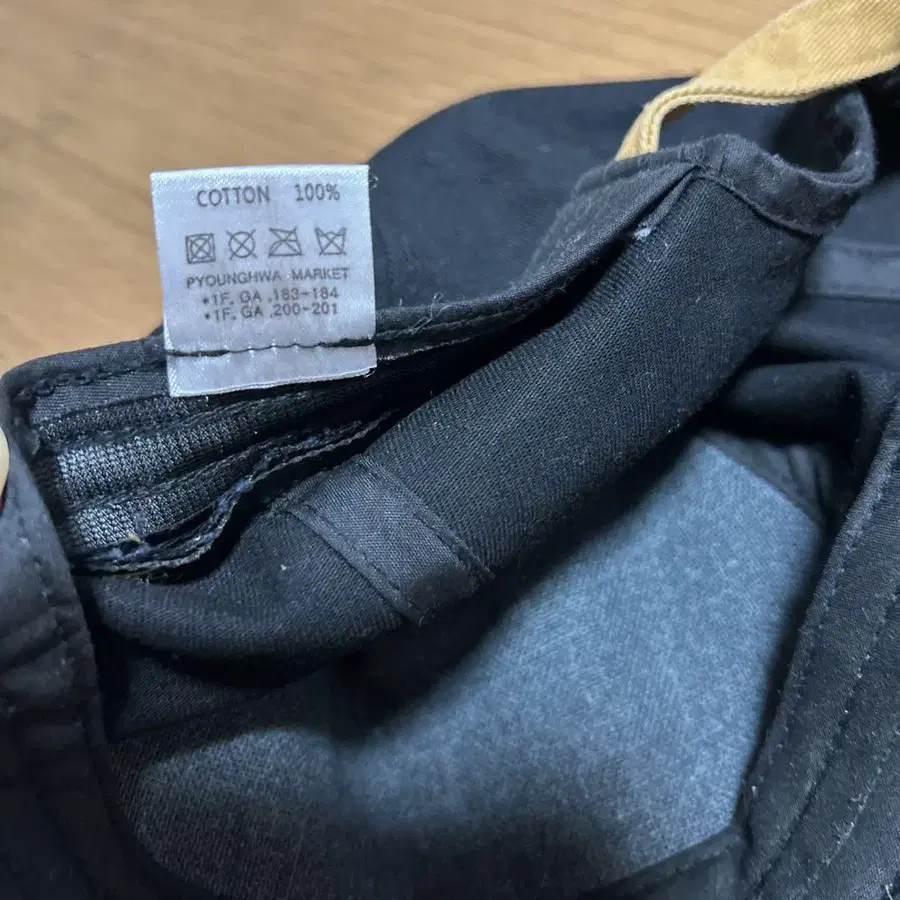 COTTON 100%
PYOUNGHWA MARKET
*1F. GA .183-184
*1F. GA .200-201